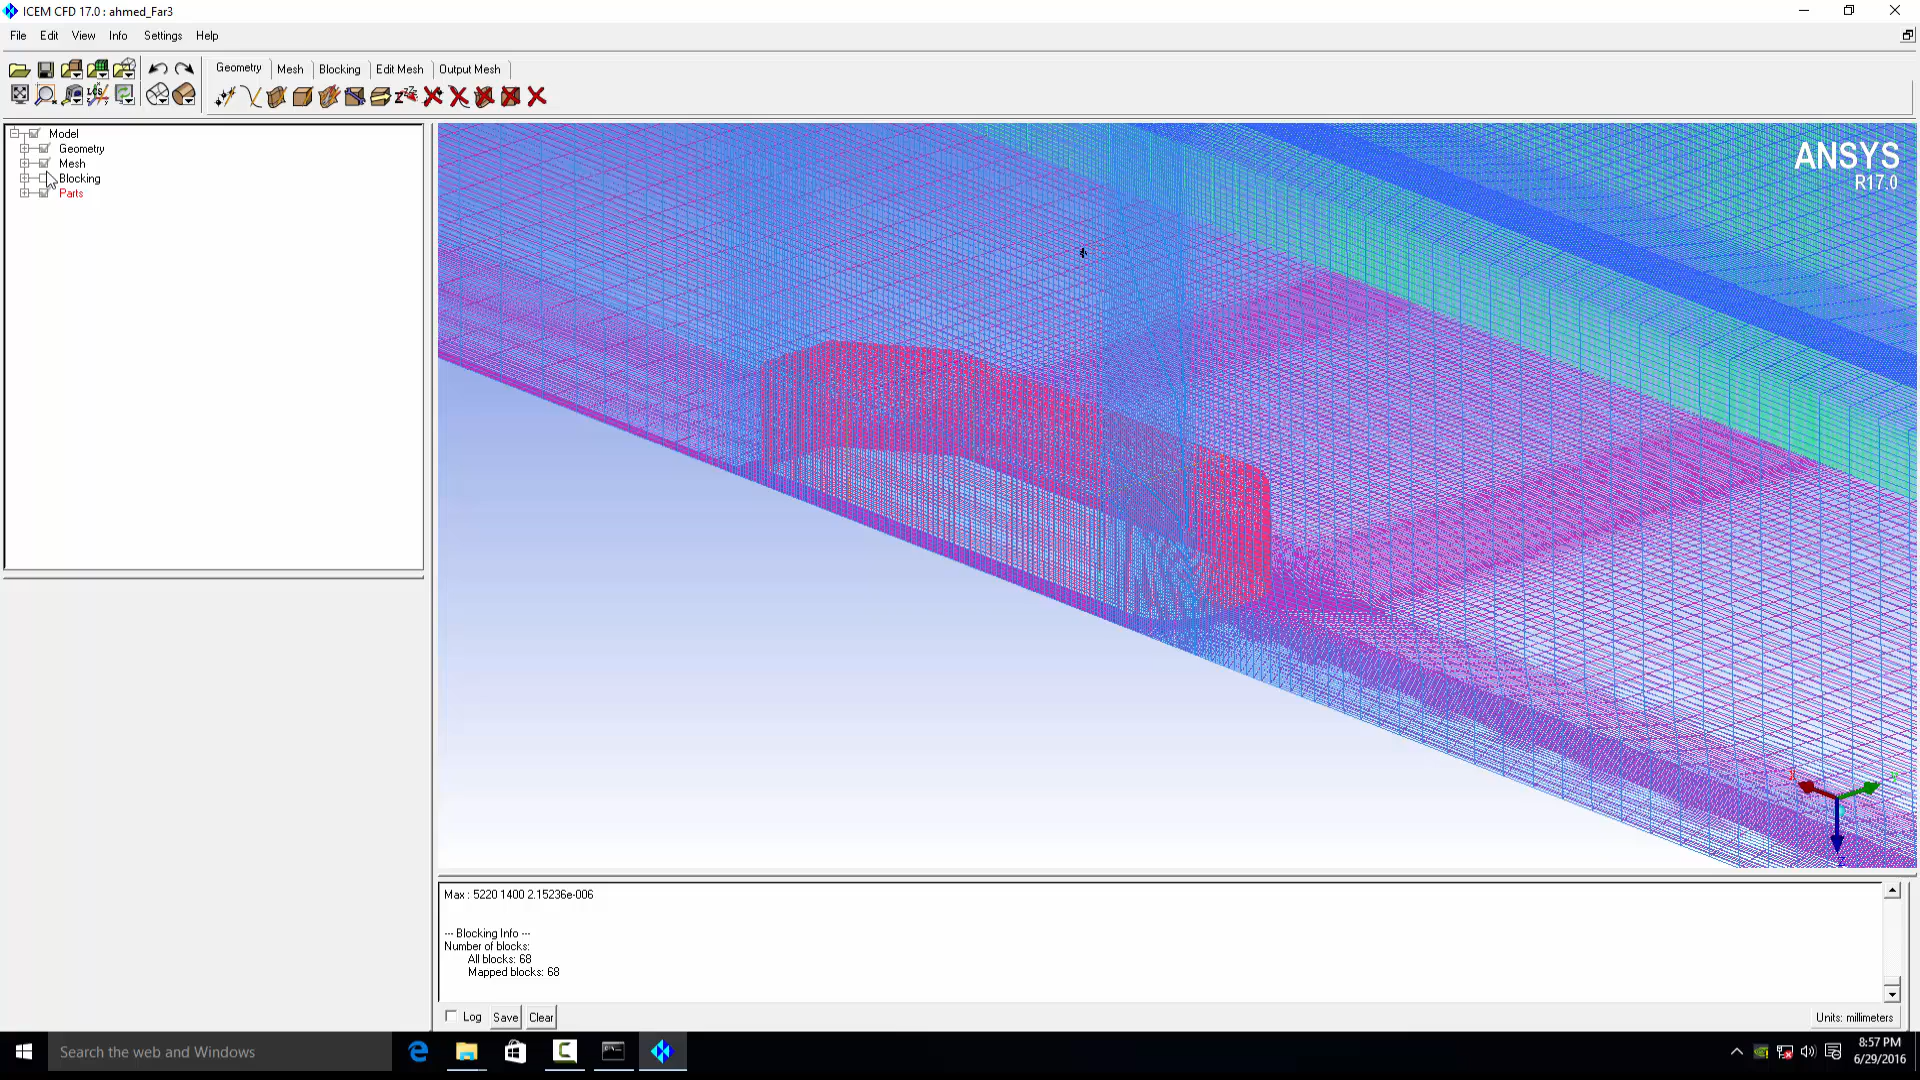 ICEM CFD 17.0 : ahmed_Far3
File Edit View Info Settings Help
Geometry Mesh Blocking Edit Mesh Output Mesh
Model
Geometry
Mesh
Blocking
Parts
ANSYS
R17.0
X Y
Z
Max : 5220 1400 2.15236e-006
--- Blocking Info ---
Number of blocks:
All blocks: 68
Mapped blocks: 68
Log Save Clear
Units: millimeters
Search the web and Windows
8:57 PM
6/29/2016